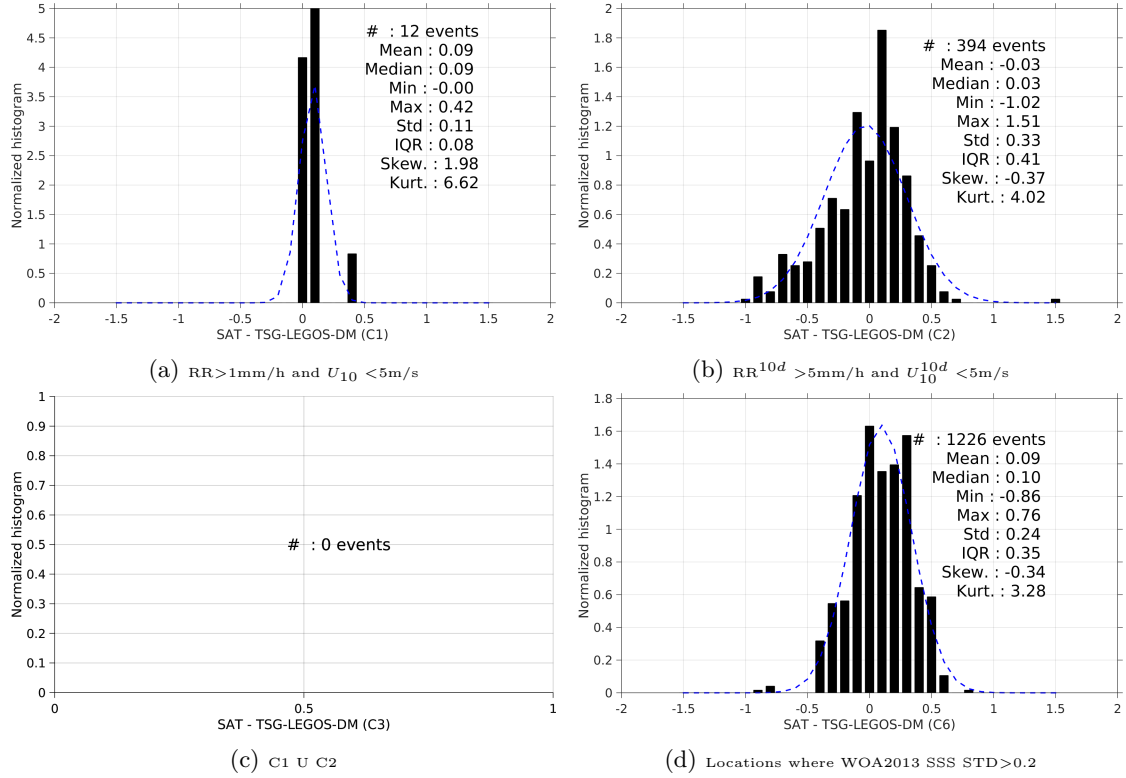 5
4.5
4
3.5
3
2.5
2
1.5
1
0.5
0
Normalized histogram
# : 12 events
Mean : 0.09
Median : 0.09
Min : -0.00
Max : 0.42
Std : 0.11
IQR : 0.08
Skew. : 1.98
Kurt. : 6.62
-2 -1.5 -1 -0.5 0 0.5 1 1.5 2
SAT - TSG-LEGOS-DM (C1)
(a) RR>1mm/h and U10 <5m/s
2
1.8
1.6
1.4
1.2
1
0.8
0.6
0.4
0.2
0
Normalized histogram
# : 394 events
Mean : -0.03
Median : 0.03
Min : -1.02
Max : 1.51
Std : 0.33
IQR : 0.41
Skew. : -0.37
Kurt. : 4.02
-2 -1.5 -1 -0.5 0 0.5 1 1.5 2
SAT - TSG-LEGOS-DM (C2)
(b) RR10d >5mm/h and U10d10 <5m/s
1
0.9
0.8
0.7
0.6
0.5
0.4
0.3
0.2
0.1
0
Normalized histogram
# : 0 events
0 0.5 1
SAT - TSG-LEGOS-DM (C3)
(c) C1 U C2
1.8
1.6
1.4
1.2
1
0.8
0.6
0.4
0.2
0
Normalized histogram
# : 1226 events
Mean : 0.09
Median : 0.10
Min : -0.86
Max : 0.76
Std : 0.24
IQR : 0.35
Skew. : -0.34
Kurt. : 3.28
-2 -1.5 -1 -0.5 0 0.5 1 1.5 2
SAT - TSG-LEGOS-DM (C6)
(d) Locations where WOA2013 SSS STD>0.2